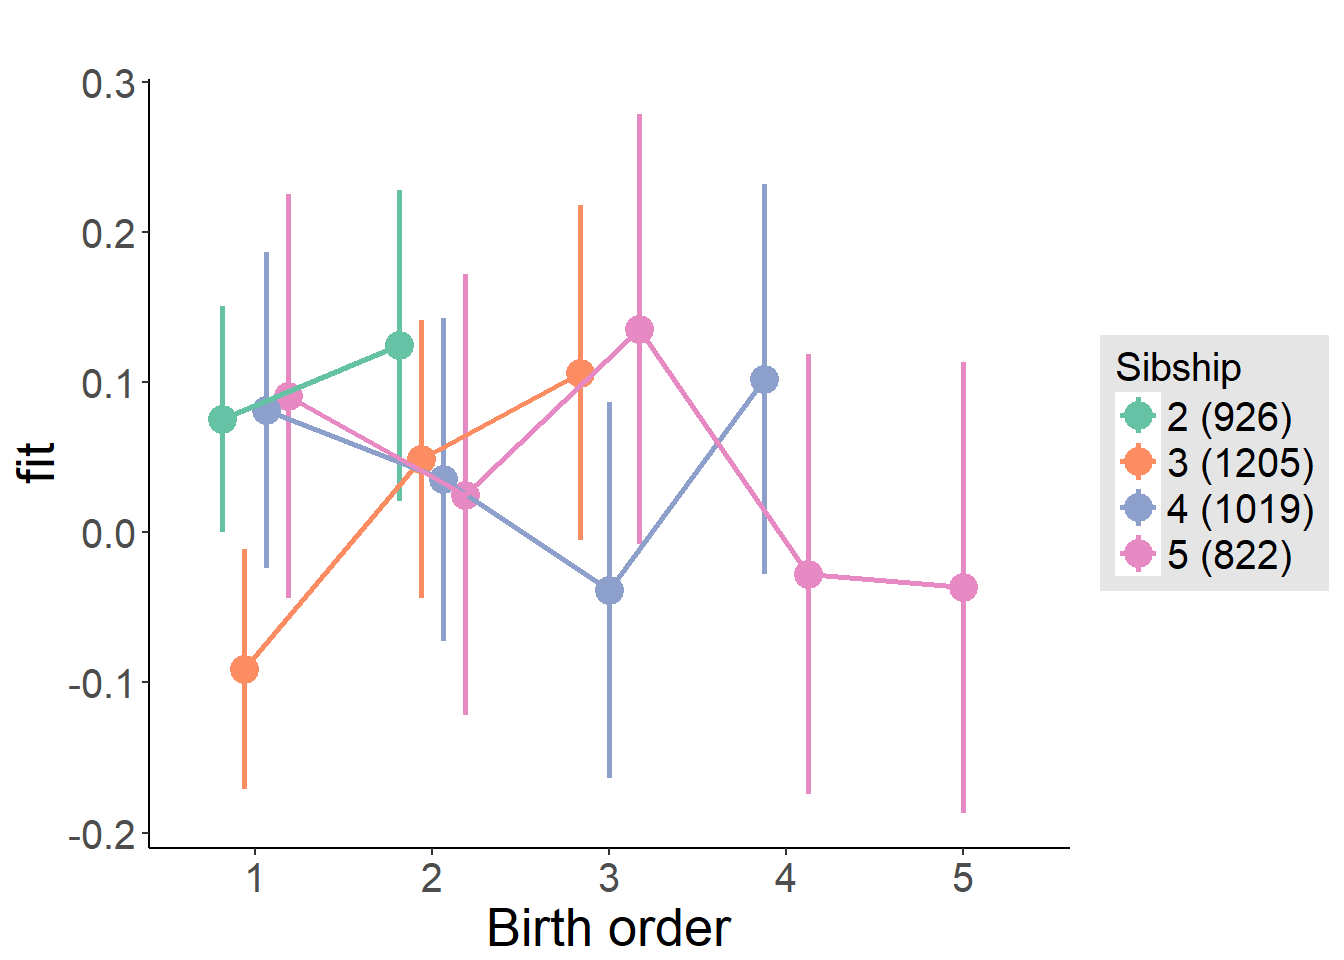 0.3
0.2
0.1
0.0
-0.1
-0.2
fit
1 2 3 4 5
Birth order
Sibship
2 (926)
3 (1205)
4 (1019)
5 (822)